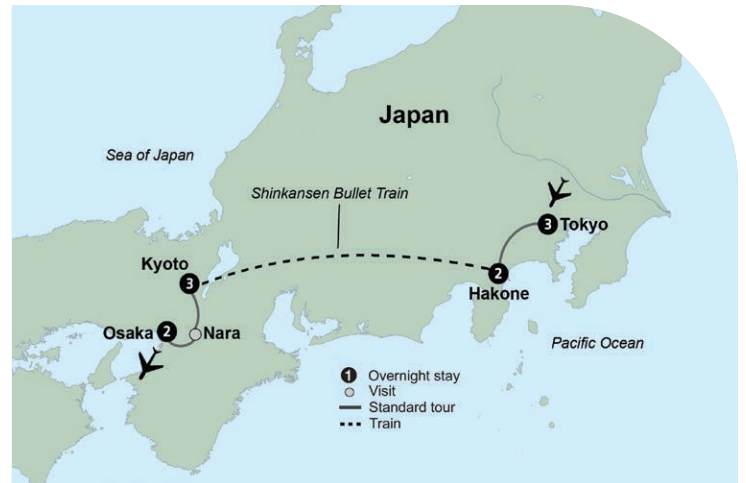 Japan
Sea of Japan
Shinkansen Bullet Train
3 Tokyo
Kyoto
3
2
Hakone
Osaka 2
Nara
Pacific Ocean
1 Overnight stay
Visit
Standard tour
Train